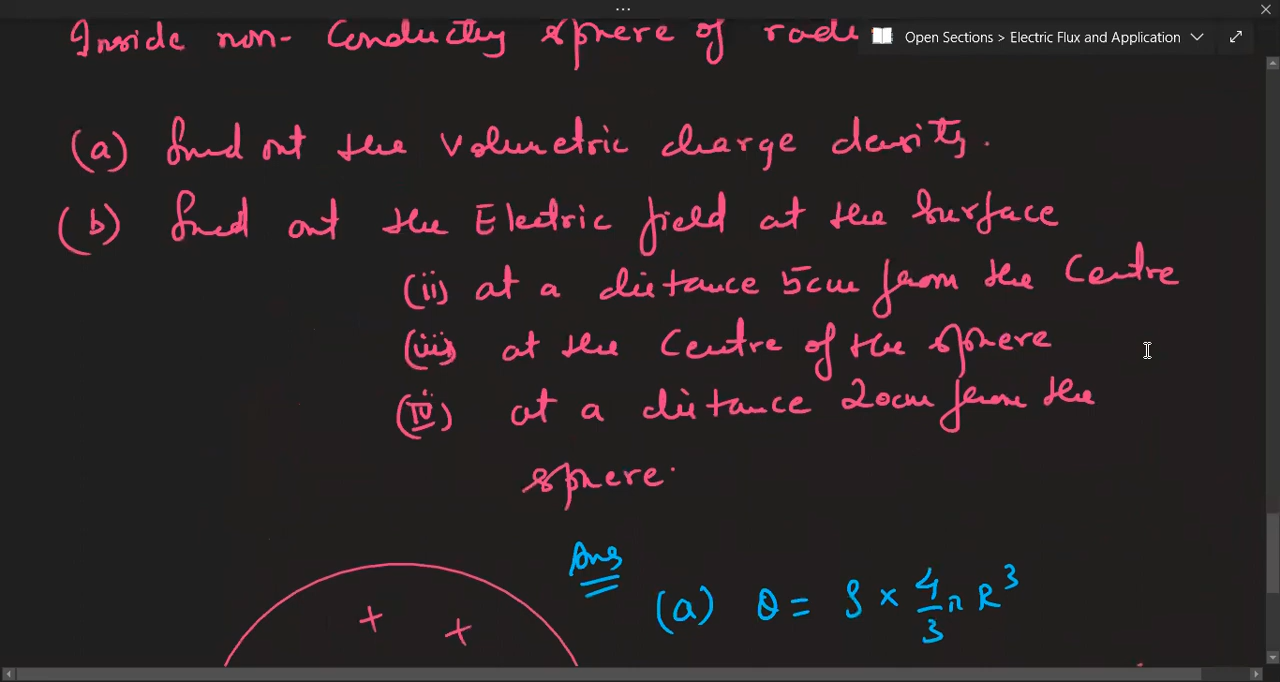 ...
Inside non- Conducting sphere of radi
Open Sections > Electric Flux and Application
(a) find out the Volumetric charge density.
(b) find out the Electric field at the surface
(ii) at a distance 5cm from the Centre
(iii) at the Centre of the sphere
(iv) at a distance 20cm from the
sphere.
Ans
(a) Q = ρ × 4/3 π R³